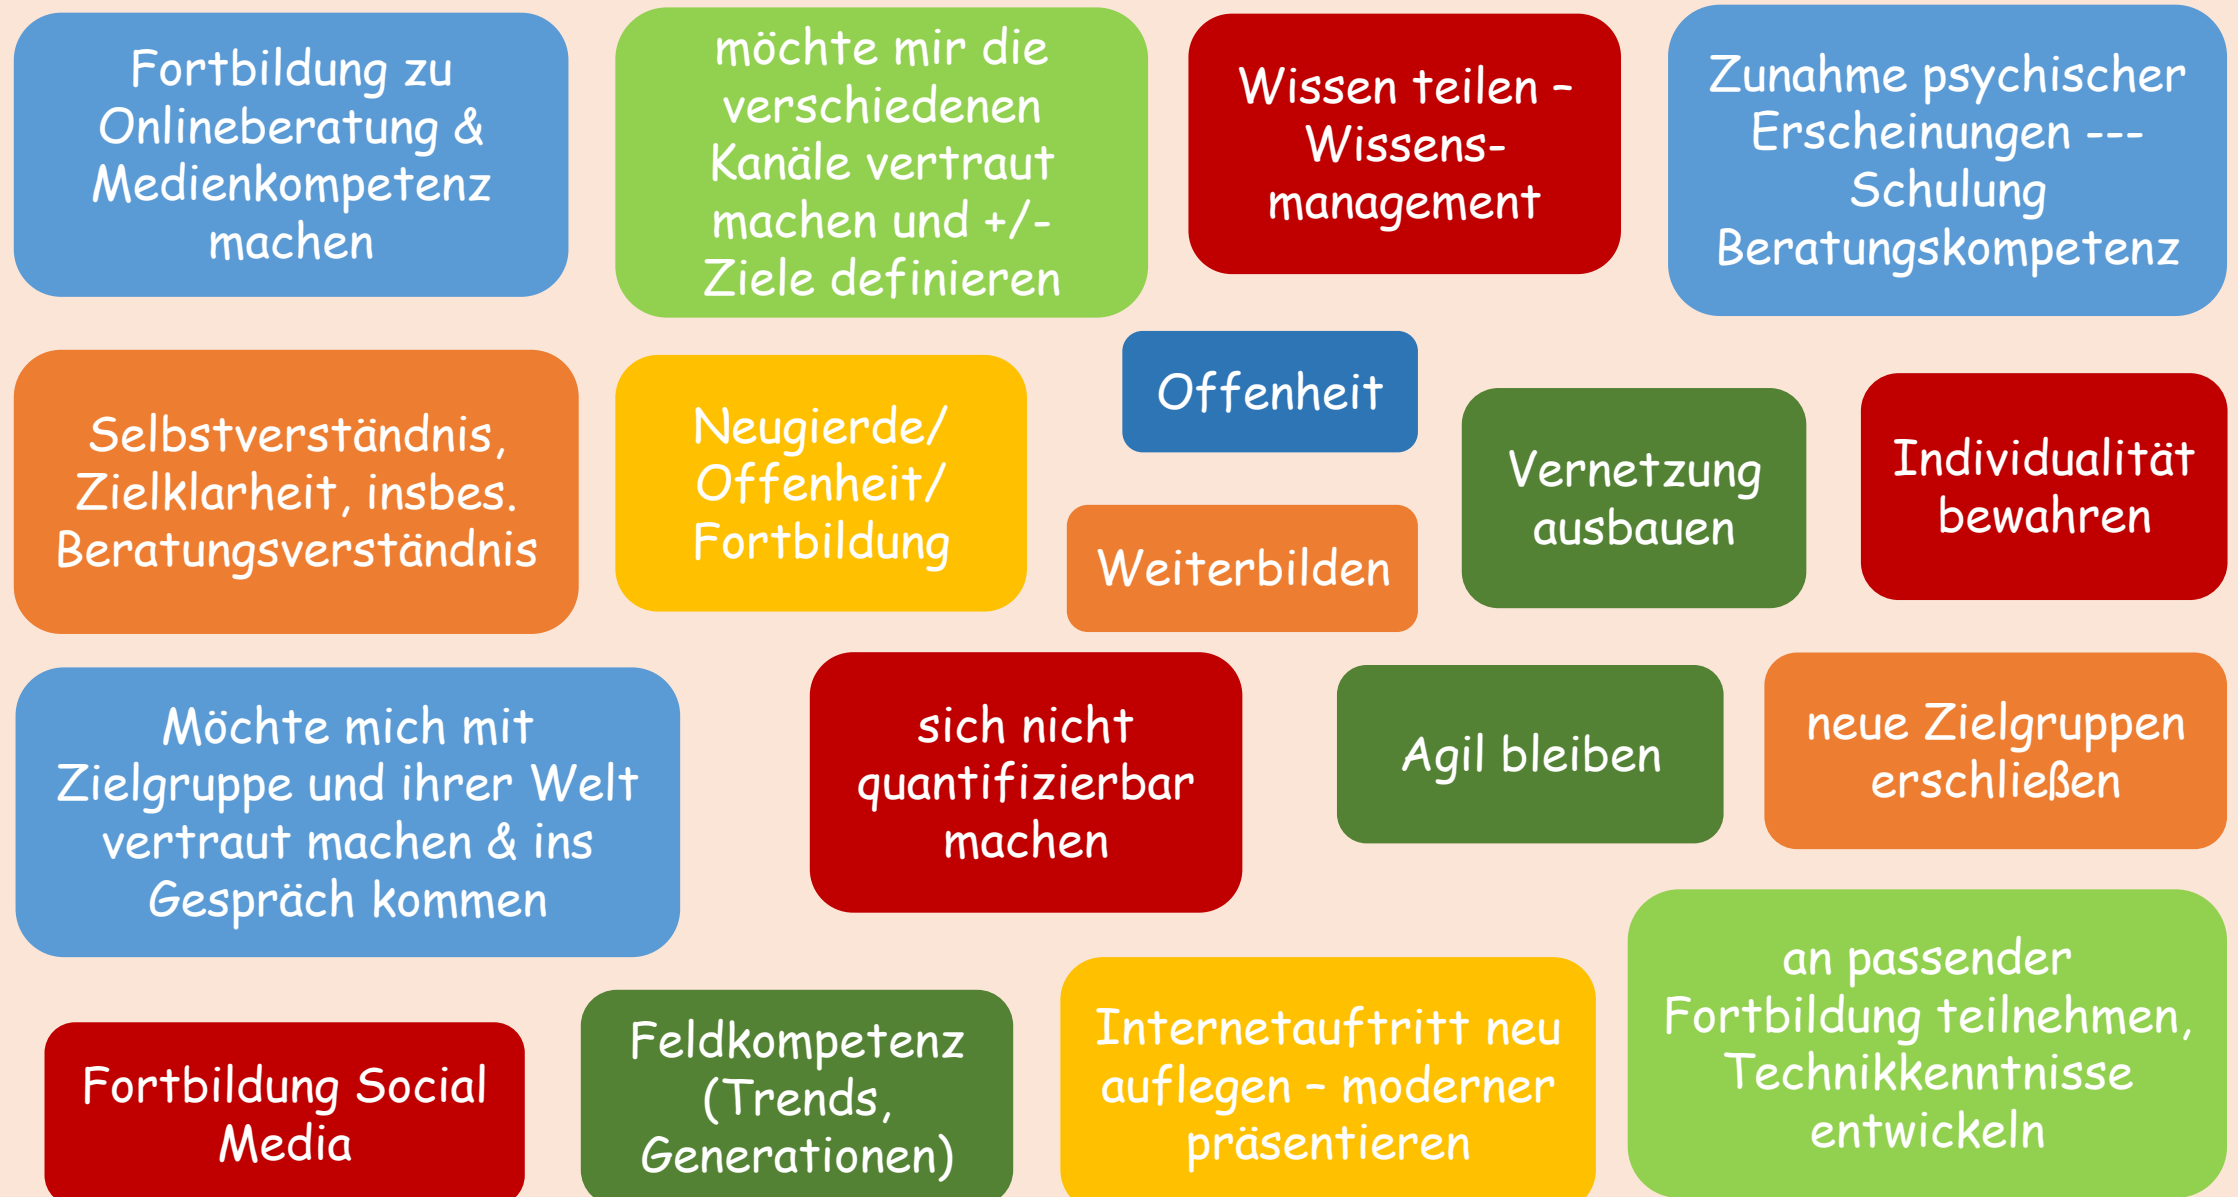 Fortbildung zu
Onlineberatung &
Medienkompetenz
machen
möchte mir die
verschiedenen
Kanäle vertraut
machen und +/-
Ziele definieren
Wissen teilen –
Wissens-
management
Zunahme psychischer
Erscheinungen ---
Schulung
Beratungskompetenz
Selbstverständnis,
Zielklarheit, insbes.
Beratungsverständnis
Neugierde/
Offenheit/
Fortbildung
Offenheit
Weiterbilden
Vernetzung
ausbauen
Individualität
bewahren
Möchte mich mit
Zielgruppe und ihrer Welt
vertraut machen & ins
Gespräch kommen
sich nicht
quantifizierbar
machen
Agil bleiben
neue Zielgruppen
erschließen
Fortbildung Social
Media
Feldkompetenz
(Trends,
Generationen)
Internetauftritt neu
auflegen – moderner
präsentieren
an passender
Fortbildung teilnehmen,
Technikkenntnisse
entwickeln